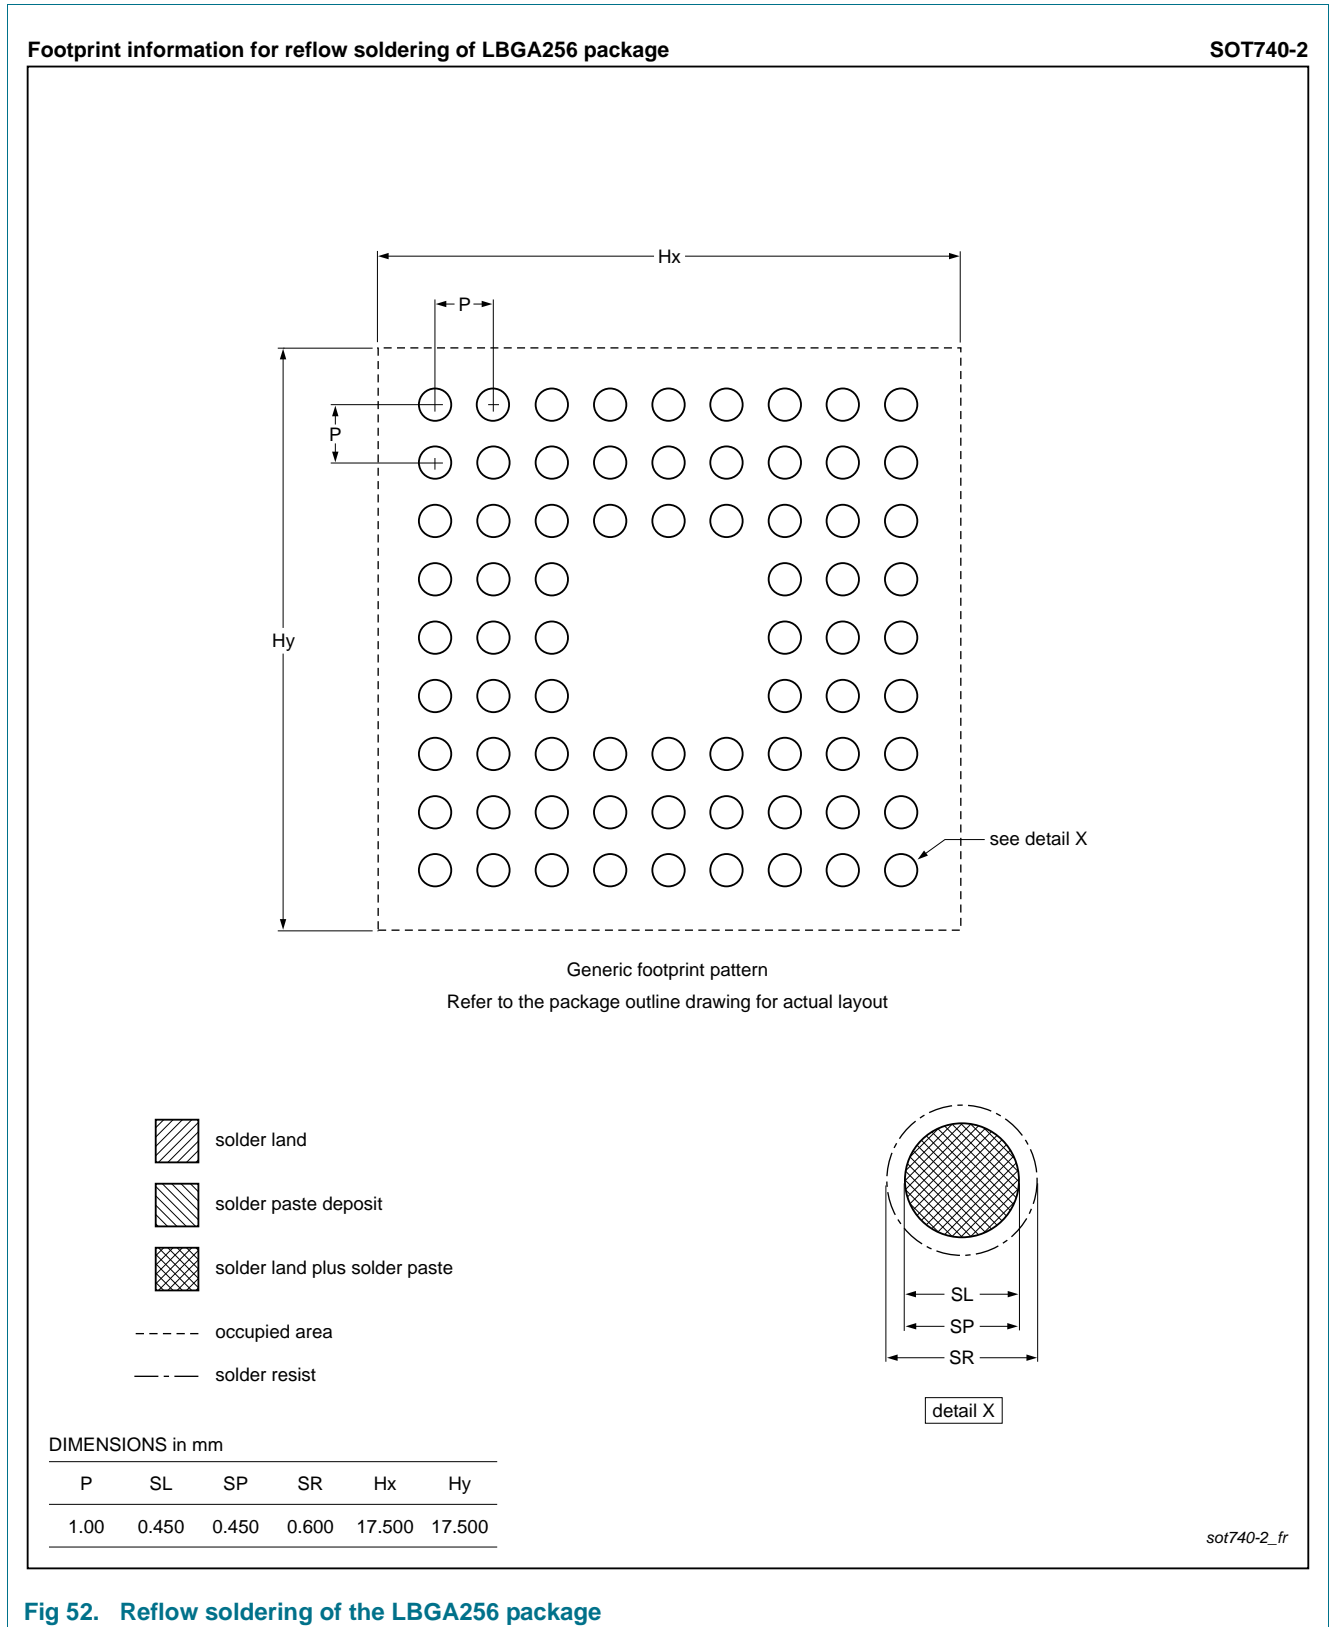 Footprint information for reflow soldering of LBGA256 package SOT740-2
Hx
P
P
Hy
see detail X
Generic footprint pattern
Refer to the package outline drawing for actual layout
solder land
solder paste deposit
solder land plus solder paste
occupied area
solder resist
SL
SP
SR
detail X
DIMENSIONS in mm
P SL SP SR Hx Hy
1.00 0.450 0.450 0.600 17.500 17.500
sot740-2_fr
Fig 52. Reflow soldering of the LBGA256 package